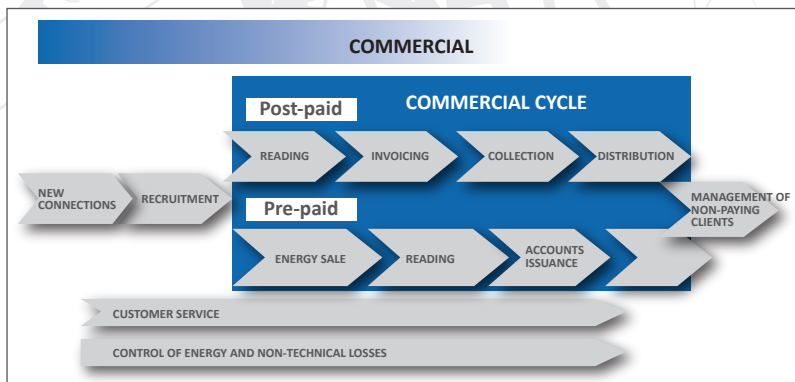 COMMERCIAL
COMMERCIAL CYCLE
Post-paid
READING
INVOICING
COLLECTION
DISTRIBUTION
NEW
CONNECTIONS
RECRUITMENT
MANAGEMENT OF
NON-PAYING
CLIENTS
Pre-paid
ENERGY SALE
READING
ACCOUNTS
ISSUANCE
CUSTOMER SERVICE
CONTROL OF ENERGY AND NON-TECHNICAL LOSSES